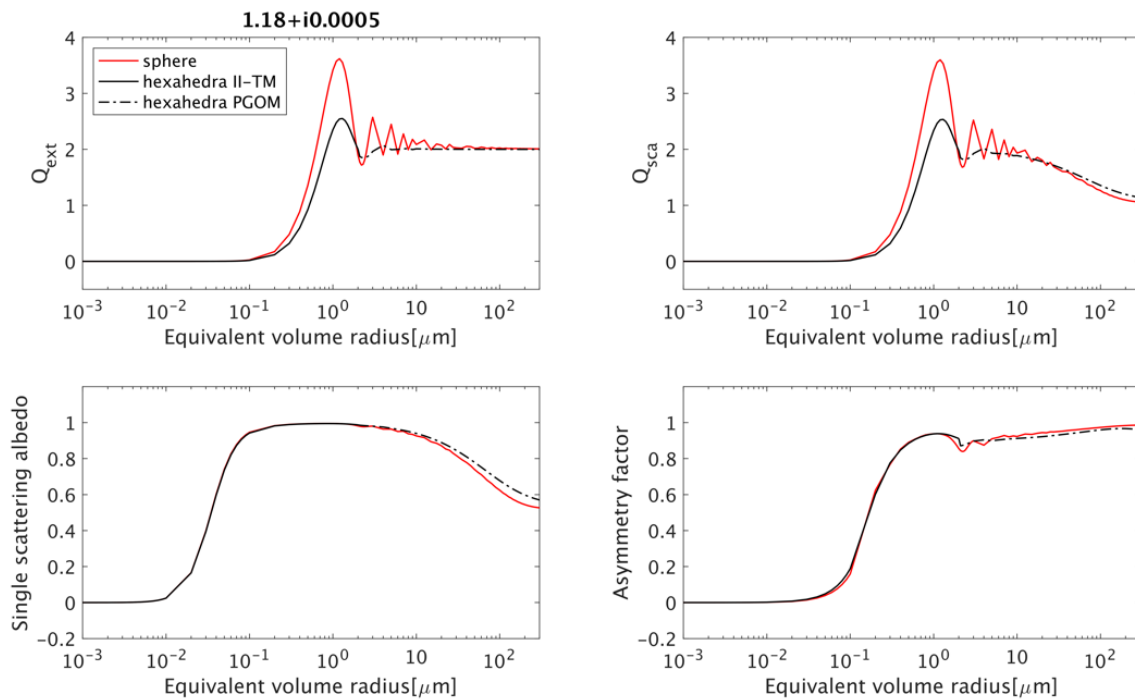 1.18+i0.0005
4
3
2
1
0
Q_ext
sphere
hexahedra II-TM
hexahedra PGOM
10^-3 10^-2 10^-1 10^0 10^1 10^2
Equivalent volume radius[μm]
4
3
2
1
0
Q_sca
10^-3 10^-2 10^-1 10^0 10 10^2
Equivalent volume radius[μm]
1
0.8
0.6
0.4
0.2
0
-0.2
Single scattering albedo
10^-3 10^-2 10^-1 10^0 10 10^2
Equivalent volume radius[μm]
1
0.8
0.6
0.4
0.2
0
-0.2
Asymmetry factor
10^-3 10^-2 10^-1 10^0 10 10^2
Equivalent volume radius[μm]